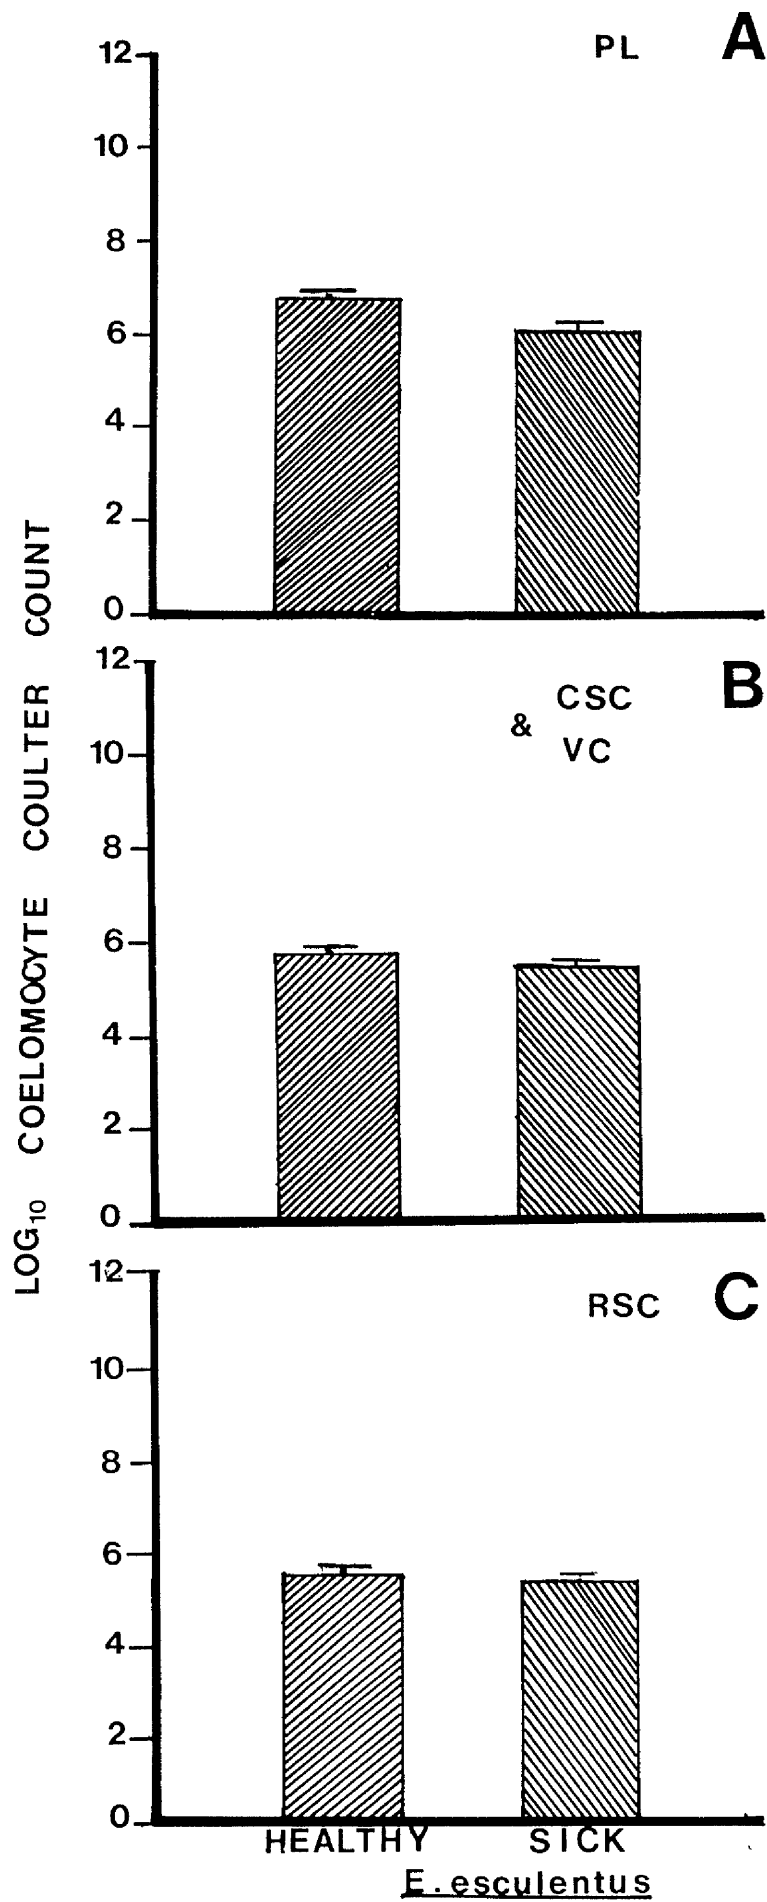 A
PL
12
10
8
6
4
2
0
B
CSC
& VC
12
10
8
6
4
2
0
C
RSC
12
10
8
6
4
2
0
LOG10 COELOMOCYTE COULTER COUNT
HEALTHY SICK
E. esculentus